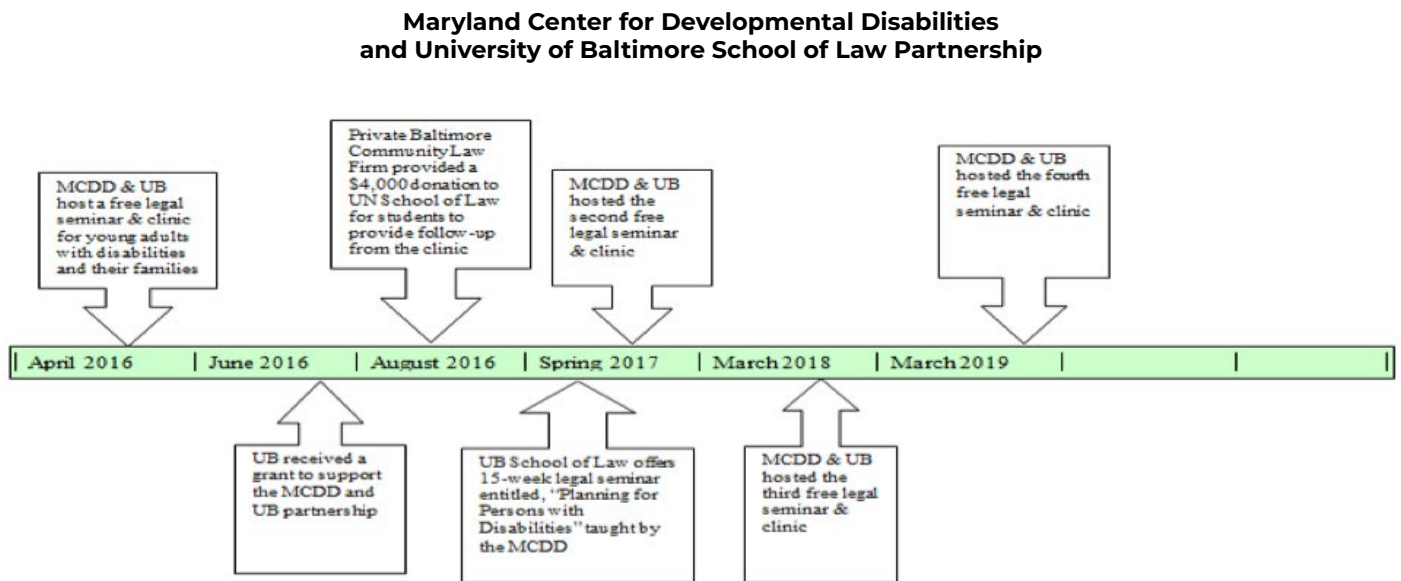 Maryland Center for Developmental Disabilities
and University of Baltimore School of Law Partnership
MCDD & UB
host a free legal
seminar & clinic
for young adults
with disabilities
and their families
Private Baltimore
Community Law
Firm provided a
$4,000 donation to
UN School of Law
for students to
provide follow-up
from the clinic
MCDD & UB
hosted the
second free
legal seminar
& clinic
MCDD & UB
hosted the fourth
free legal
seminar & clinic
| April 2016 | June 2016 | August 2016 | Spring 2017 | March 2018 | March 2019 | | |
UB received a
grant to support
the MCDD and
UB partnership
UB School of Law offers
15-week legal seminar
entitled, “Planning for
Persons with
Disabilities” taught by
the MCDD
MCDD & UB
hosted the
third free legal
seminar &
clinic